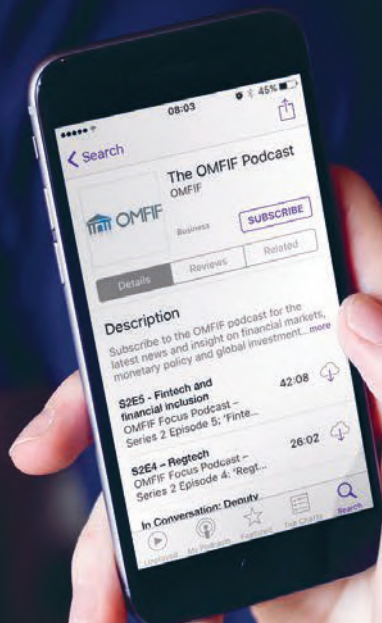 08:03
45%
Search
The OMFIF Podcast
OMFIF
OMFIF
Business
SUBSCRIBE
Details
Reviews
Related
Description
Subscribe to the OMFIF podcast for the
latest news and insight on financial markets,
monetary policy and global investment... more
S2E5 - Fintech and
financial inclusion
42:08
OMFIF Focus Podcast –
Series 2 Episode 5: 'Finte...
S2E4 – Regtech
26:02
OMFIF Focus Podcast –
Series 2 Episode 4: 'Regt...
In Conversation: Deputy
Unplayed
My Podcasts
Featured
Top Charts
Search